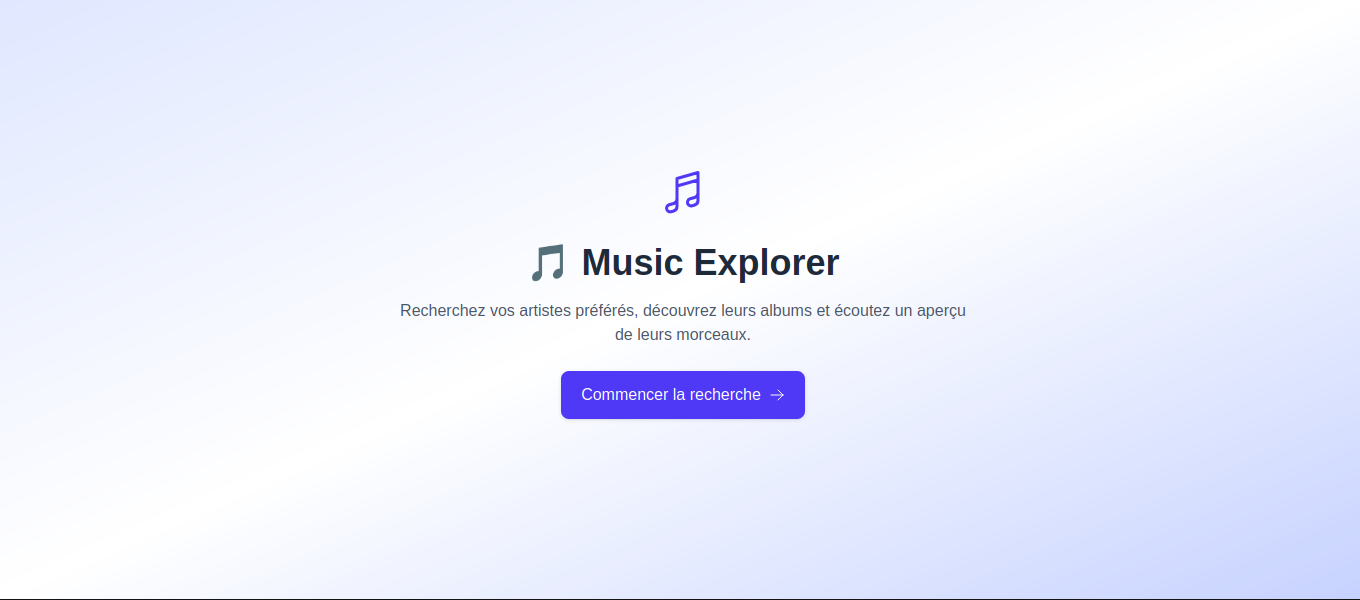 🎵 Music Explorer
Recherchez vos artistes préférés, découvrez leurs albums et écoutez un aperçu
de leurs morceaux.
Commencer la recherche →